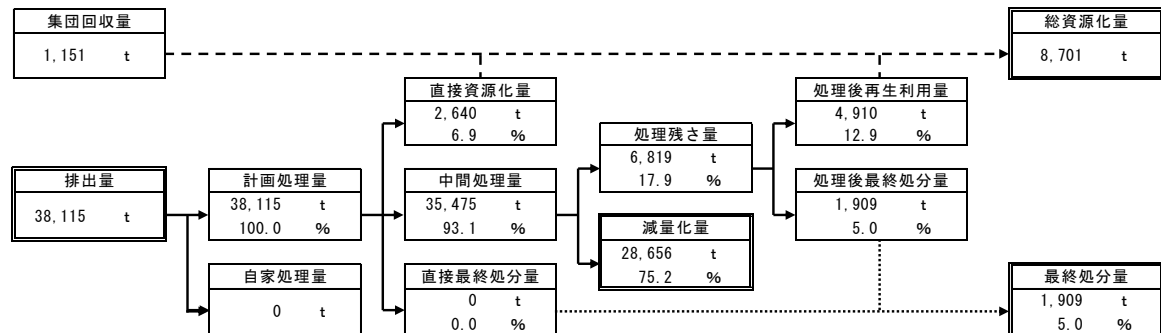 集団回収量
1,151 t
総資源化量
8,701 t
直接資源化量
2,640 t
6.9 %
処理後再生利用量
4,910 t
12.9 %
処理残さ量
6,819 t
17.9 %
排出量
38,115 t
計画処理量
38,115 t
100.0 %
中間処理量
35,475 t
93.1 %
処理後最終処分量
1,909 t
5.0 %
減量化量
28,656 t
75.2 %
自家処理量
0 t
直接最終処分量
0 t
0.0 %
最終処分量
1,909 t
5.0 %